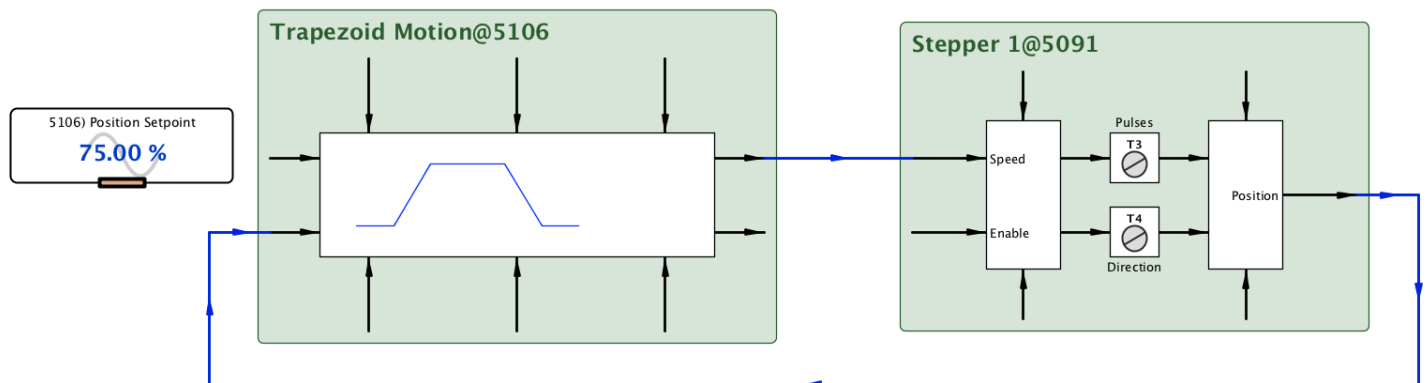 Trapezoid Motion@5106
Stepper 1@5091
5106) Position Setpoint
75.00 %
Pulses
T3
Speed
Position
T4
Enable
Direction